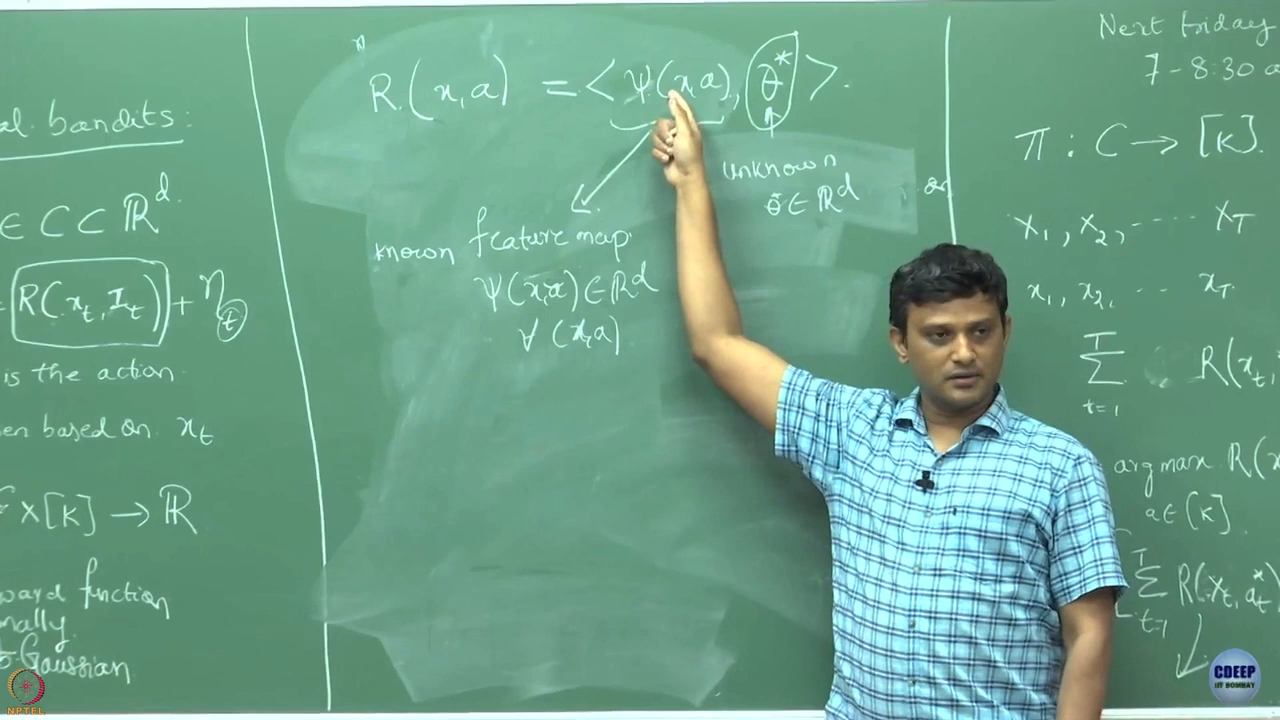 al bandits:
∈ C ⊂ ℝ^d.
R(x_t, I_t) + η_t
is the action
en based on x_t
x[K] → ℝ
ward function
nally
σ-Gaussian
R(x,a) = < ψ(x,a), θ* >.
unknown
θ ∈ ℝ^d
known feature map
ψ(x,a) ∈ ℝ^d
∀ (x,a)
Next friday
7-8:30 a
π : C → [K].
X_1, X_2, ---- X_T
x_1, x_2, -- x_T
Σ_{t=1}^{T} R(x_t,
arg max R(x
a∈[K]
Σ_{t=1}^{T} R(X_t, a_t^*)
NPTEL
CDEEP
IIT BOMBAY